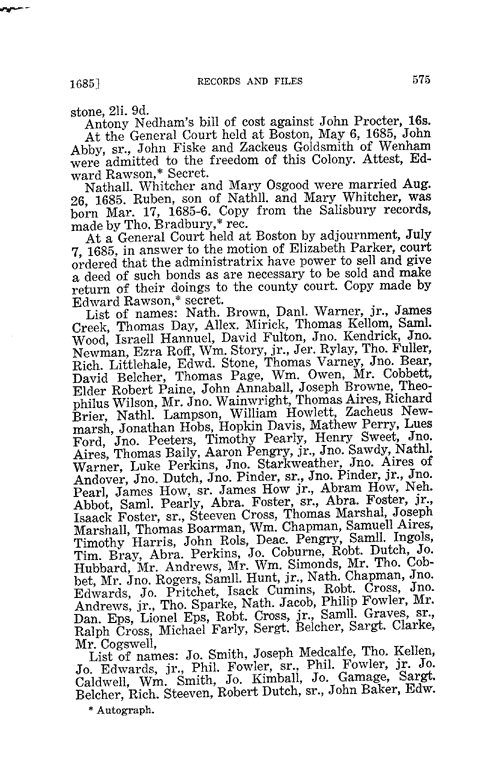 1685] RECORDS AND FILES 575
stone, 2li. 9d.
Antony Nedham's bill of cost against John Procter, 16s.
At the General Court held at Boston, May 6, 1685, John
Abby, sr., John Fiske and Zackeus Goldsmith of Wenham
were admitted to the freedom of this Colony. Attest, Ed-
ward Rawson,* Secret.
Nathall. Whitcher and Mary Osgood were married Aug.
26, 1685. Ruben, son of Nathll. and Mary Whitcher, was
born Mar. 17, 1685-6. Copy from the Salisbury records,
made by Tho. Bradbury,* rec.
At a General Court held at Boston by adjournment, July
7, 1685, in answer to the motion of Elizabeth Parker, court
ordered that the administratrix have power to sell and give
a deed of such bonds as are necessary to be sold and make
return of their doings to the county court. Copy made by
Edward Rawson,* secret.
List of names: Nath. Brown, Danl. Warner, jr., James
Creek, Thomas Day, Allex. Mirick, Thomas Kellom, Saml.
Wood, Israell Hannuel, David Fulton, Jno. Kendrick, Jno.
Newman, Ezra Roff, Wm. Story, jr., Jer. Rylay, Tho. Fuller,
Rich. Littlehale, Edwd. Stone, Thomas Varney, Jno. Bear,
David Belcher, Thomas Page, Wm. Owen, Mr. Cobbett,
Elder Robert Paine, John Annaball, Joseph Browne, Theo-
philus Wilson, Mr. Jno. Wainwright, Thomas Aires, Richard
Brier, Nathl. Lampson, William Howlett, Zacheus New-
marsh, Jonathan Hobs, Hopkin Davis, Mathew Perry, Lues
Ford, Jno. Peeters, Timothy Pearly, Henry Sweet, Jno.
Aires, Thomas Baily, Aaron Pengry, jr., Jno. Sawdy, Nathl.
Warner, Luke Perkins, Jno. Starkweather, Jno. Aires of
Andover, Jno. Dutch, Jno. Pinder, sr., Jno. Pinder, jr., Jno.
Pearl, James How, sr. James How jr., Abram How, Neh.
Abbot, Saml. Pearly, Abra. Foster, sr., Abra. Foster, jr.,
Isaack Foster, sr., Steeven Cross, Thomas Marshal, Joseph
Marshall, Thomas Boarman, Wm. Chapman, Samuell Aires,
Timothy Harris, John Rols, Deac. Pengry, Samll. Ingols,
Tim. Bray, Abra. Perkins, Jo. Coburne, Robt. Dutch, Jo.
Hubbard, Mr. Andrews, Mr. Wm. Simonds, Mr. Tho. Cob-
bet, Mr. Jno. Rogers, Samll. Hunt, jr., Nath. Chapman, Jno.
Edwards, Jo. Pritchet, Isack Cumins, Robt. Cross, Jno.
Andrews, jr., Tho. Sparke, Nath. Jacob, Philip Fowler, Mr.
Dan. Eps, Lionel Eps, Robt. Cross, jr., Samll. Graves, sr.,
Ralph Cross, Michael Farly, Sergt. Belcher, Sargt. Clarke,
Mr. Cogswell,
List of names: Jo. Smith, Joseph Medcalfe, Tho. Kellen,
Jo. Edwards, jr., Phil. Fowler, sr., Phil. Fowler, jr. Jo.
Caldwell, Wm. Smith, Jo. Kimball, Jo. Gamage, Sargt.
Belcher, Rich. Steeven, Robert Dutch, sr., John Baker, Edw.
* Autograph.